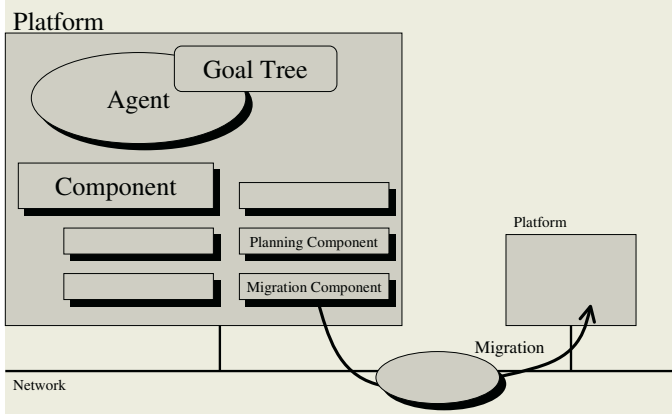 Platform
Goal Tree
Agent
Component
Planning Component
Migration Component
Platform
Migration
Network